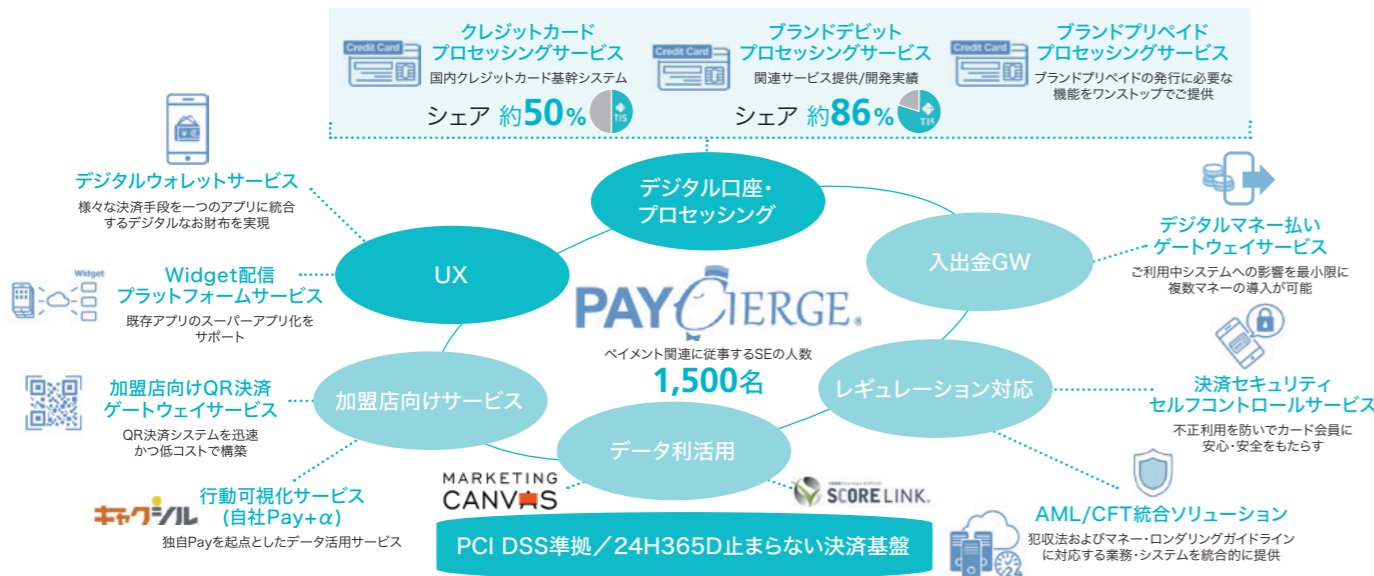 Credit Card
クレジットカード
プロセッシングサービス
国内クレジットカード基幹システム
シェア 約50%
TIS
Credit Card
ブランドデビット
プロセッシングサービス
関連サービス提供/開発実績
シェア 約86%
TIS
Credit Card
ブランドプリペイド
プロセッシングサービス
ブランドプリペイドの発行に必要な
機能をワンストップでご提供
デジタルウォレットサービス
様々な決済手段を一つのアプリに統合
するデジタルなお財布を実現
Widget
Widget配信
プラットフォームサービス
既存アプリのスーパーアプリ化を
サポート
加盟店向けQR決済
ゲートウェイサービス
QR決済システムを迅速
かつ低コストで構築
キャクシル
行動可視化サービス
(自社Pay+α)
独自Payを起点としたデータ活用サービス
デジタル口座・
プロセッシング
UX
入出金GW
PAYCIERGE®
ペイメント関連に従事するSEの人数
1,500名
加盟店向けサービス
レギュレーション対応
データ利活用
MARKETING
CANVAS
SCORE LINK.
PCI DSS準拠／24H365D止まらない決済基盤
デジタルマネー払い
ゲートウェイサービス
ご利用中システムへの影響を最小限に
複数マネーの導入が可能
決済セキュリティ
セルフコントロールサービス
不正利用を防いでカード会員に
安心・安全をもたらす
24
AML/CFT統合ソリューション
犯収法およびマネー・ロンダリングガイドライン
に対応する業務・システムを統合的に提供